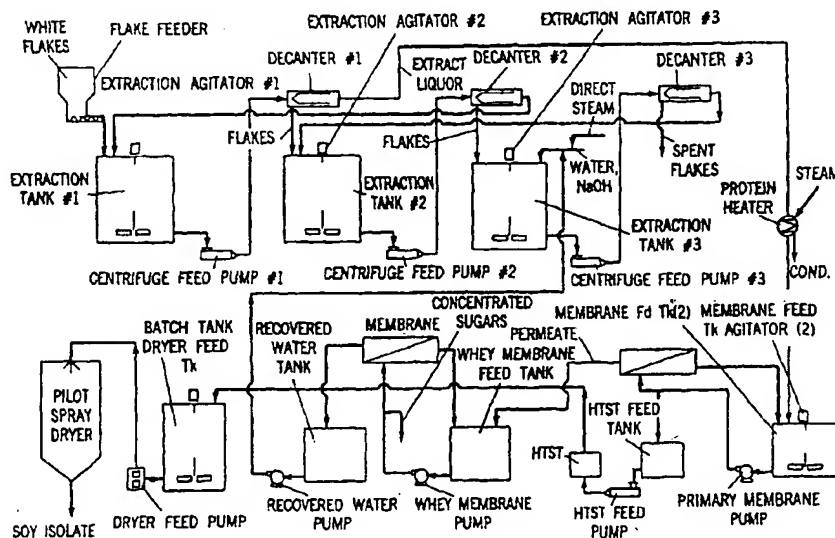 WHITE
FLAKES
FLAKE FEEDER
EXTRACTION AGITATOR #1
EXTRACTION AGITATOR #2
EXTRACTION AGITATOR #3
DECANTER #1
EXTRACT
LIQUOR
DECANTER #2
DIRECT
STEAM
DECANTER #3
FLAKES
FLAKES
WATER,
NaOH
SPENT
FLAKES
STEAM
PROTEIN
HEATER
COND.
EXTRACTION
TANK #1
EXTRACTION
TANK #2
EXTRACTION
TANK #3
CENTRIFUGE FEED PUMP #1
CENTRIFUGE FEED PUMP #2
CENTRIFUGE FEED PUMP #3
BATCH TANK
DRYER FEED
Tk
RECOVERED
WATER
TANK
MEMBRANE
CONCENTRATED
SUGARS
WHEY MEMBRANE
FEED TANK
PERMEATE
MEMBRANE Fd Tk(2)
MEMBRANE FEED
Tk AGITATOR (2)
PILOT
SPRAY
DRYER
HTST FEED
TANK
HTST
SOY ISOLATE
DRYER FEED PUMP
RECOVERED WATER
PUMP
WHEY MEMBRANE
PUMP
HTST FEED
PUMP
PRIMARY MEMBRANE
PUMP